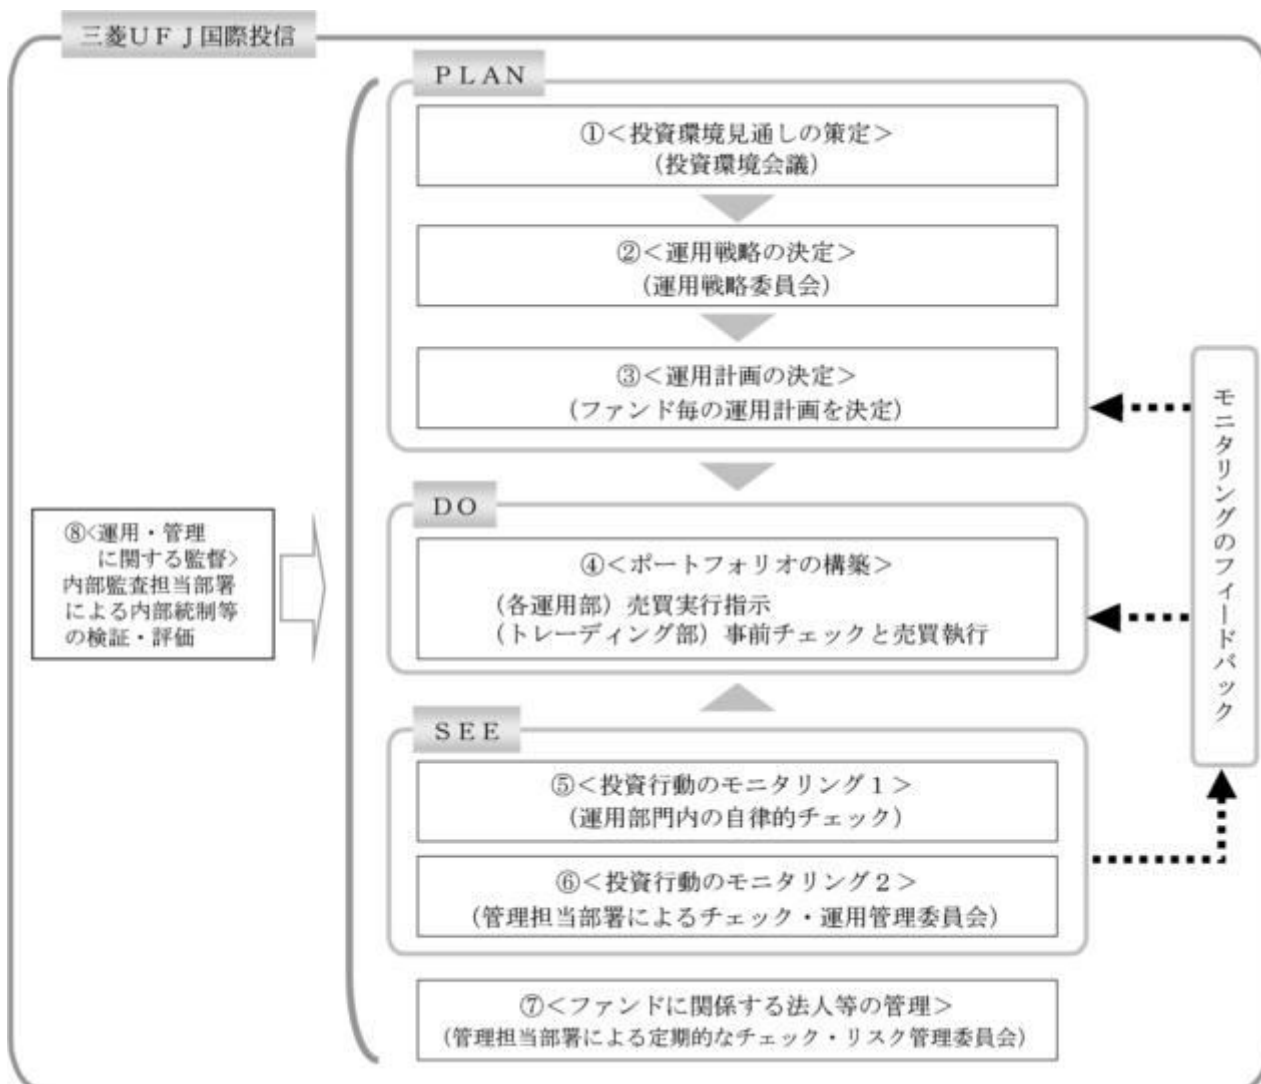 三菱ＵＦＪ国際投信
ＰＬＡＮ
①＜投資環境見通しの策定＞
（投資環境会議）
②＜運用戦略の決定＞
（運用戦略委員会）
③＜運用計画の決定＞
（ファンド毎の運用計画を決定）
ＤＯ
④＜ポートフォリオの構築＞
（各運用部）売買実行指示
（トレーディング部）事前チェックと売買執行
ＳＥＥ
⑤＜投資行動のモニタリング１＞
（運用部門内の自律的チェック）
⑥＜投資行動のモニタリング２＞
（管理担当部署によるチェック・運用管理委員会）
⑦＜ファンドに関係する法人等の管理＞
（管理担当部署による定期的なチェック・リスク管理委員会）
⑧<運用・管理
に関する監督>
内部監査担当部署
による内部統制等
の検証・評価
モニタリングのフィードバック